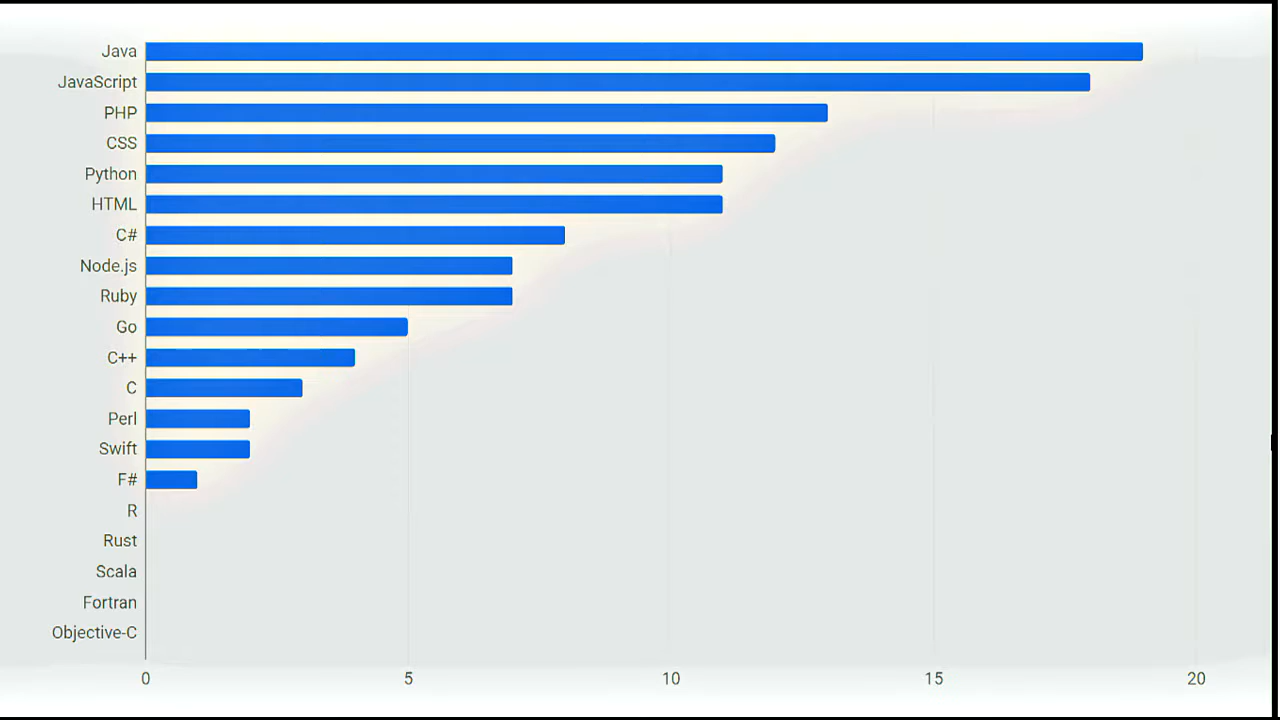 Java
JavaScript
PHP
CSS
Python
HTML
C#
Node.js
Ruby
Go
C++
C
Perl
Swift
F#
R
Rust
Scala
Fortran
Objective-C
0 5 10 15 20